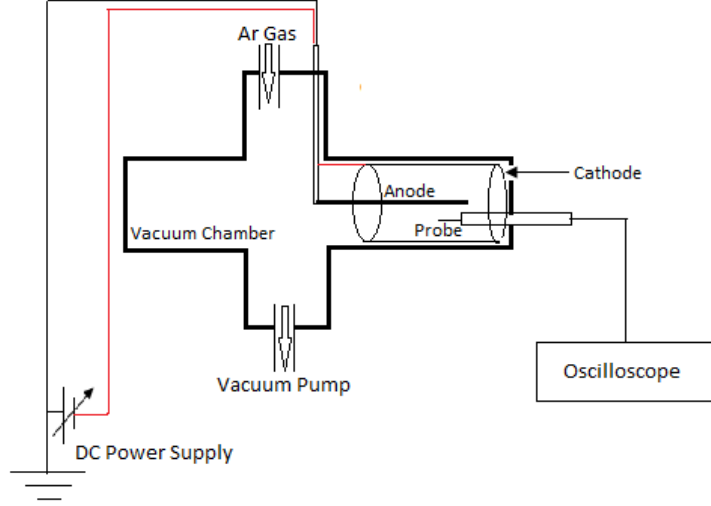 Ar Gas
Cathode
Anode
Vacuum Chamber
Probe
Oscilloscope
Vacuum Pump
DC Power Supply